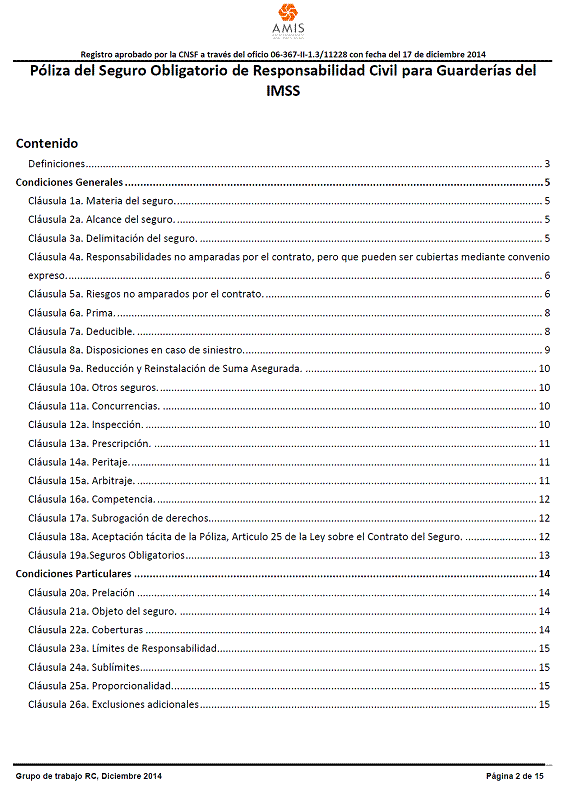 AMIS
Registro aprobado por la CNSF a través del oficio 06-367-II-1.3/11228 con fecha del 17 de diciembre 2014
Póliza del Seguro Obligatorio de Responsabilidad Civil para Guarderías del
IMSS
Contenido
Definiciones 3
Condiciones Generales 5
Cláusula 1a. Materia del seguro. 5
Cláusula 2a. Alcance del seguro. 5
Cláusula 3a. Delimitación del seguro. 5
Cláusula 4a. Responsabilidades no amparadas por el contrato, pero que pueden ser cubiertas mediante convenio
expreso. 6
Cláusula 5a. Riesgos no amparados por el contrato. 6
Cláusula 6a. Prima. 8
Cláusula 7a. Deducible. 8
Cláusula 8a. Disposiciones en caso de siniestro. 9
Cláusula 9a. Reducción y Reinstalación de Suma Asegurada. 10
Cláusula 10a. Otros seguros. 10
Cláusula 11a. Concurrencias. 10
Cláusula 12a. Inspección. 10
Cláusula 13a. Prescripción. 11
Cláusula 14a. Peritaje. 11
Cláusula 15a. Arbitraje. 11
Cláusula 16a. Competencia. 12
Cláusula 17a. Subrogación de derechos. 12
Cláusula 18a. Aceptación tácita de la Póliza, Articulo 25 de la Ley sobre el Contrato del Seguro. 12
Cláusula 19a.Seguros Obligatorios 13
Condiciones Particulares 14
Cláusula 20a. Prelación 14
Cláusula 21a. Objeto del seguro. 14
Cláusula 22a. Coberturas 14
Cláusula 23a. Límites de Responsabilidad 15
Cláusula 24a. Sublímites 15
Cláusula 25a. Proporcionalidad 15
Cláusula 26a. Exclusiones adicionales 15
Grupo de trabajo RC, Diciembre 2014 Página 2 de 15